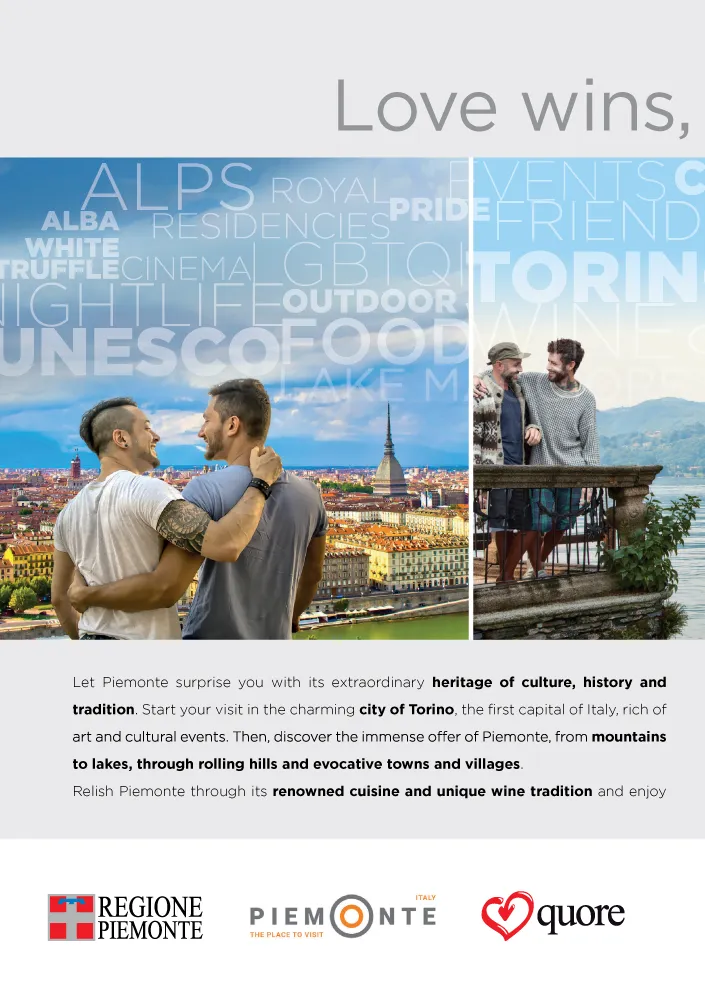 Love wins,
ALPS
ROYAL
RESIDENCIES
PRIDE
EVENTS
FRIEND
ALBA
WHITE
TRUFFLE
CINEMA
LGBTQI
TORIN
NIGHTLIFE
OUTDOOR &
UNESCO
FOOD
WINE &
LAKE MA
Let Piemonte surprise you with its extraordinary heritage of culture, history and
tradition. Start your visit in the charming city of Torino, the first capital of Italy, rich of
art and cultural events. Then, discover the immense offer of Piemonte, from mountains
to lakes, through rolling hills and evocative towns and villages.
Relish Piemonte through its renowned cuisine and unique wine tradition and enjoy
REGIONE
PIEMONTE
ITALY
PIEMONTE
THE PLACE TO VISIT
quore